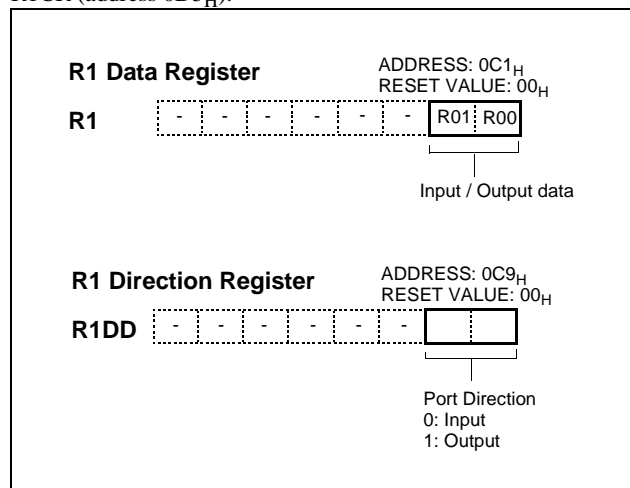 R1 Data Register
ADDRESS: 0C1H
RESET VALUE: 00H
R1
- - - - - - R01 R00
Input / Output data
R1 Direction Register
ADDRESS: 0C9H
RESET VALUE: 00H
R1DD
- - - - - -
Port Direction
0: Input
1: Output